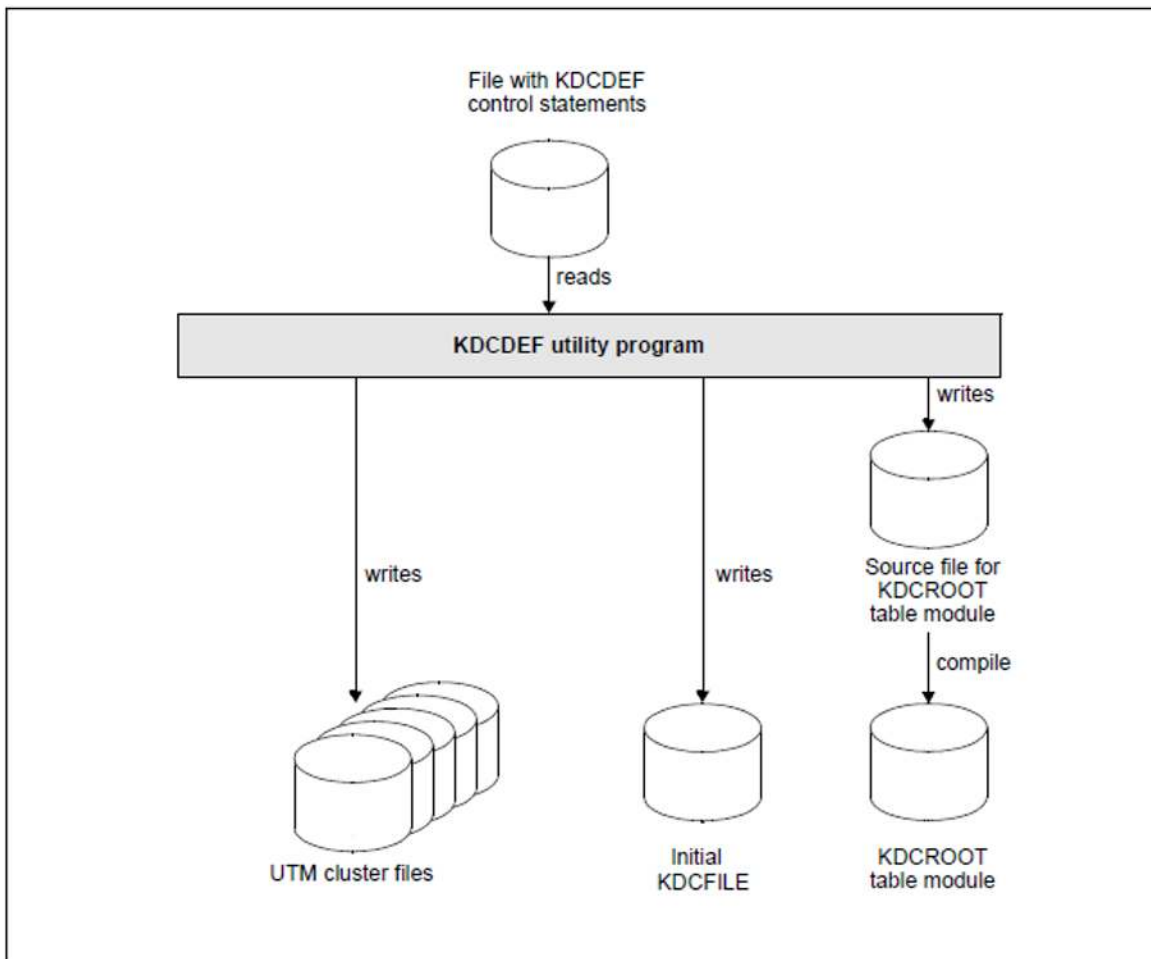 File with KDCDEF
control statements
reads
KDCDEF utility program
writes
Source file for
KDCROOT
table module
writes
writes
compile
UTM cluster files
Initial
KDCFILE
KDCROOT
table module